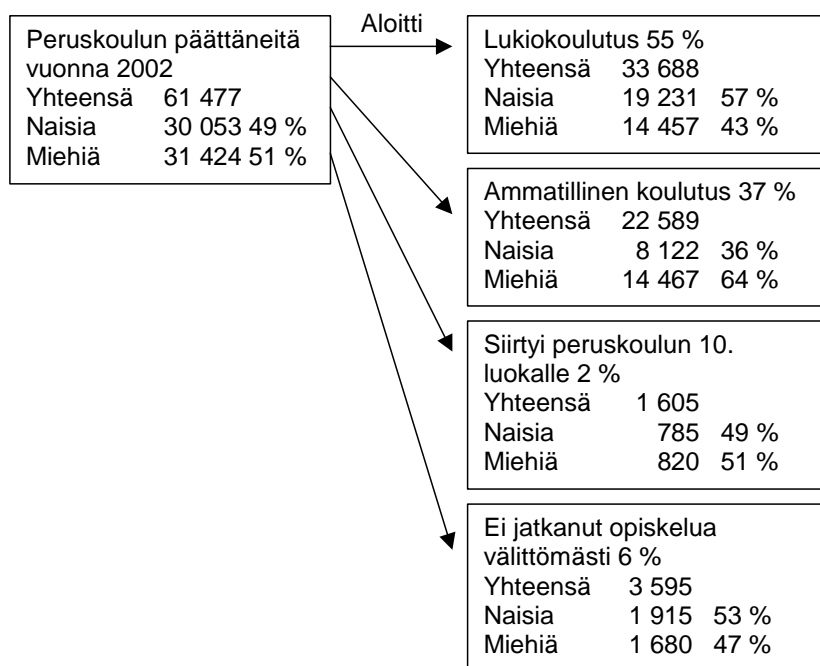 Peruskoulun päättäneitä
vuonna 2002
Yhteensä 61 477
Naisia 30 053 49 %
Miehiä 31 424 51 %
Aloitti
Lukiokoulutus 55 %
Yhteensä 33 688
Naisia 19 231 57 %
Miehiä 14 457 43 %
Ammatillinen koulutus 37 %
Yhteensä 22 589
Naisia 8 122 36 %
Miehiä 14 467 64 %
Siirtyi peruskoulun 10.
luokalle 2 %
Yhteensä 1 605
Naisia 785 49 %
Miehiä 820 51 %
Ei jatkanut opiskelua
välittömästi 6 %
Yhteensä 3 595
Naisia 1 915 53 %
Miehiä 1 680 47 %